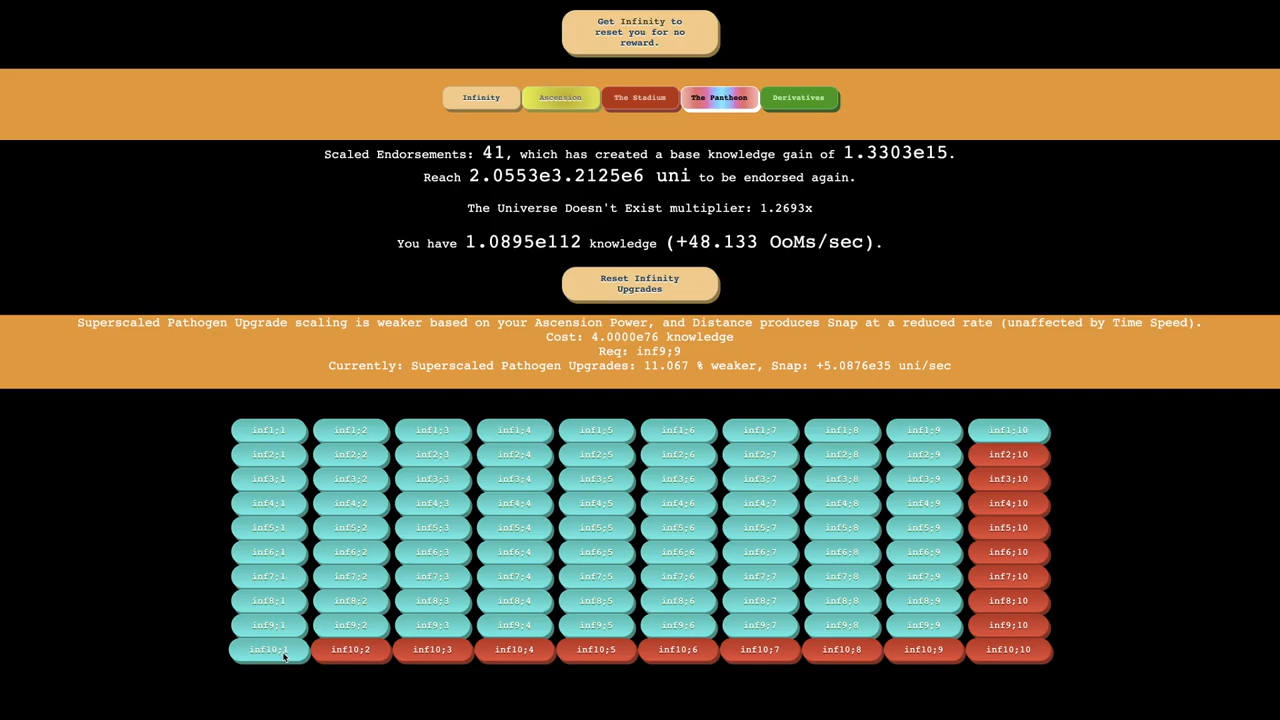 Get Infinity to
reset you for no
reward.
Infinity Ascension The Stadium The Pantheon Derivatives
Scaled Endorsements: 41, which has created a base knowledge gain of 1.3303e15.
Reach 2.0553e3.2125e6 uni to be endorsed again.
The Universe Doesn't Exist multiplier: 1.2693x
You have 1.0895e112 knowledge (+48.133 OoMs/sec).
Reset Infinity
Upgrades
Superscaled Pathogen Upgrade scaling is weaker based on your Ascension Power, and Distance produces Snap at a reduced rate (unaffected by Time Speed).
Cost: 4.0000e76 knowledge
Req: inf9;9
Currently: Superscaled Pathogen Upgrades: 11.067 % weaker, Snap: +5.0876e35 uni/sec
inf1;1 inf1;2 inf1;3 inf1;4 inf1;5 inf1;6 inf1;7 inf1;8 inf1;9 inf1;10
inf2;1 inf2;2 inf2;3 inf2;4 inf2;5 inf2;6 inf2;7 inf2;8 inf2;9 inf2;10
inf3;1 inf3;2 inf3;3 inf3;4 inf3;5 inf3;6 inf3;7 inf3;8 inf3;9 inf3;10
inf4;1 inf4;2 inf4;3 inf4;4 inf4;5 inf4;6 inf4;7 inf4;8 inf4;9 inf4;10
inf5;1 inf5;2 inf5;3 inf5;4 inf5;5 inf5;6 inf5;7 inf5;8 inf5;9 inf5;10
inf6;1 inf6;2 inf6;3 inf6;4 inf6;5 inf6;6 inf6;7 inf6;8 inf6;9 inf6;10
inf7;1 inf7;2 inf7;3 inf7;4 inf7;5 inf7;6 inf7;7 inf7;8 inf7;9 inf7;10
inf8;1 inf8;2 inf8;3 inf8;4 inf8;5 inf8;6 inf8;7 inf8;8 inf8;9 inf8;10
inf9;1 inf9;2 inf9;3 inf9;4 inf9;5 inf9;6 inf9;7 inf9;8 inf9;9 inf9;10
inf10;1 inf10;2 inf10;3 inf10;4 inf10;5 inf10;6 inf10;7 inf10;8 inf10;9 inf10;10